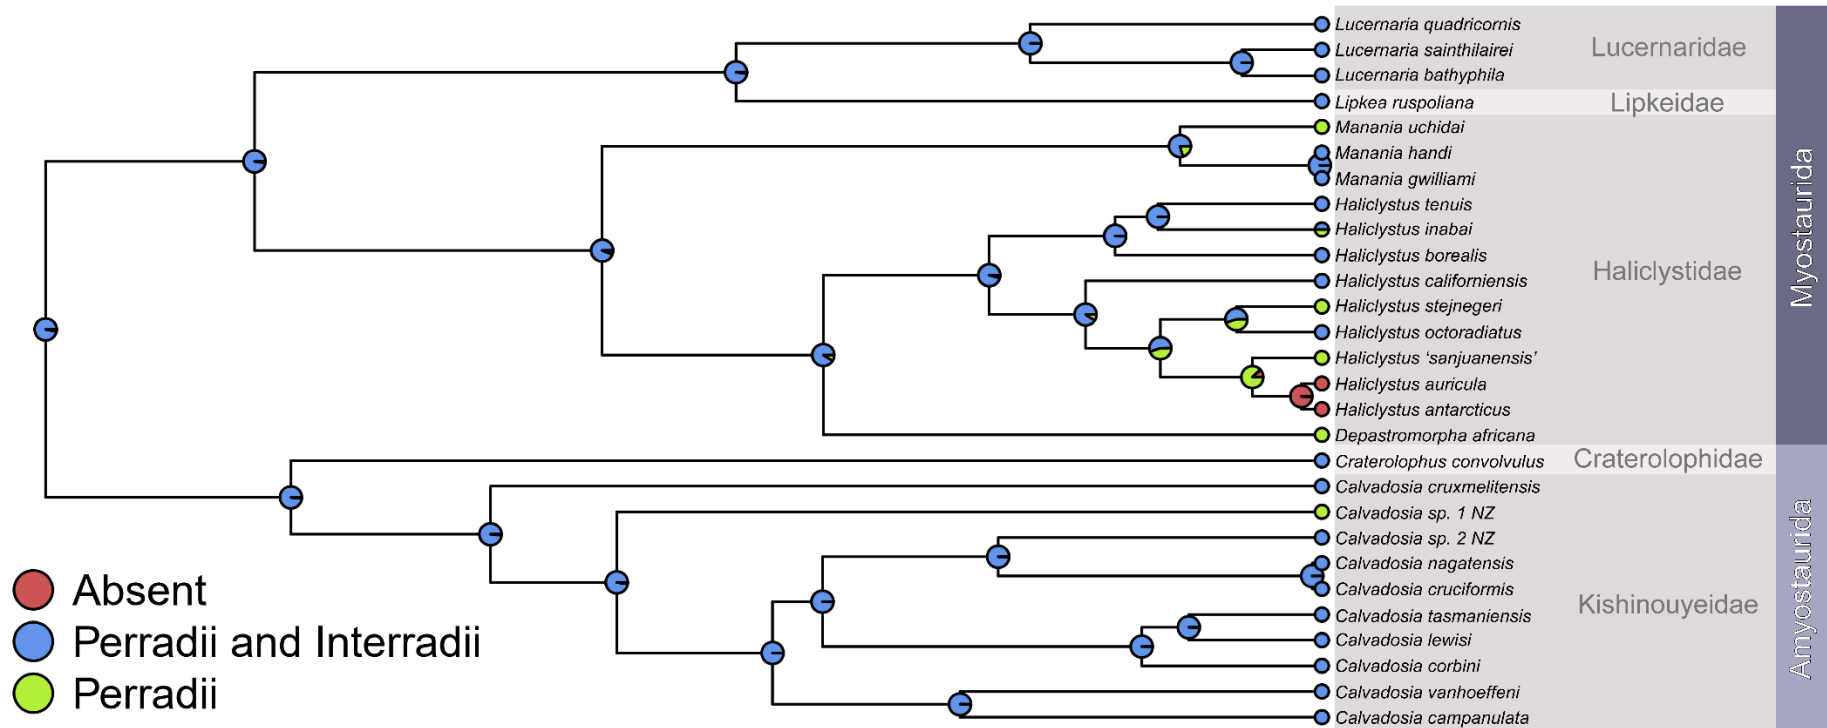 Lucernaria quadricornis
Lucernaria sainthilairei
Lucernaria bathyphila
Lucernaridae
Lipkea ruspoliana
Lipkeidae
Manania uchidai
Manania handi
Manania gwilliami
Haliclystus tenuis
Haliclystus inabai
Haliclystus borealis
Haliclystus californiensis
Haliclystus stejnegeri
Haliclystus octoradiatus
Haliclystus ‘sanjuanensis’
Haliclystus auricula
Haliclystus antarcticus
Depastromorpha africana
Haliclystidae
Myostaurida
Craterolophus convolvulus
Craterolophidae
Calvadosia cruxmelitensis
Calvadosia sp. 1 NZ
Calvadosia sp. 2 NZ
Calvadosia nagatensis
Calvadosia cruciformis
Calvadosia tasmaniensis
Calvadosia lewisi
Calvadosia corbini
Calvadosia vanhoeffeni
Calvadosia campanulata
Kishinouyeidae
Amyostaurida
Absent
Perradii and Interradii
Perradii